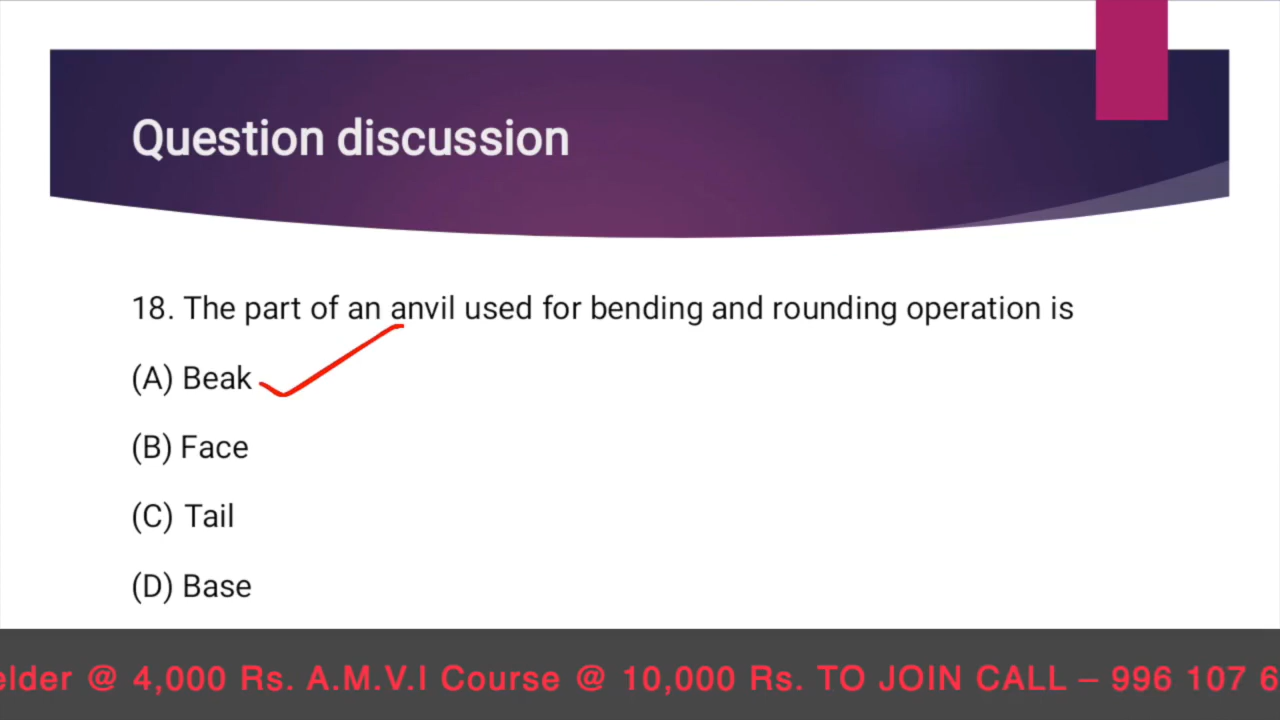 Question discussion
18. The part of an anvil used for bending and rounding operation is
(A) Beak
(B) Face
(C) Tail
(D) Base
@ 4,000 Rs. A.M.V.I Course @ 10,000 Rs. TO JOIN CALL – 996 107